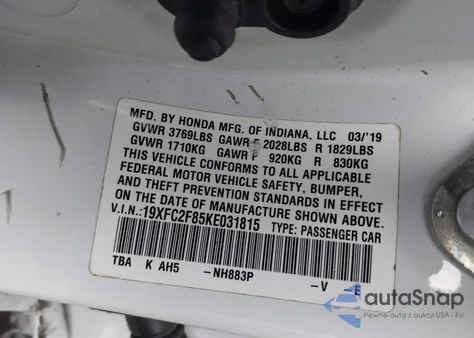 MFD. BY HONDA MFG. OF INDIANA, LLC 03/'19
GVWR 3769LBS GAWR F 2028LBS R 1829LBS
GVWR 1710KG GAWR F 920KG R 830KG
THIS VEHICLE CONFORMS TO ALL APPLICABLE
FEDERAL MOTOR VEHICLE SAFETY, BUMPER,
AND THEFT PREVENTION STANDARDS IN EFFECT
ON THE DATE OF MANUFACTURE SHOWN ABOVE.
V.I.N.:19XFC2F85KE031815 TYPE: PASSENGER CAR
TBA K AH5 -NH883P -V -E
autoSnap
Pewne auta z aukcji USA i EU